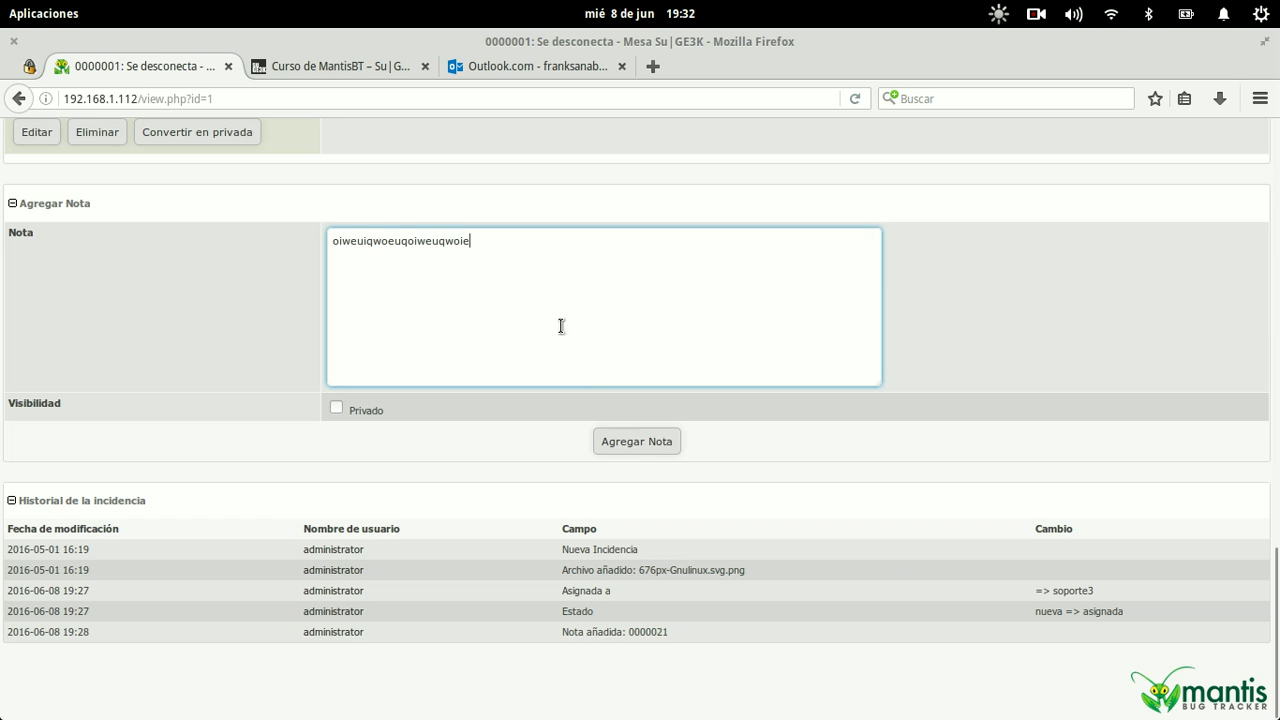 Aplicaciones
mié 8 de jun 19:32
0000001: Se desconecta - Mesa Su|GE3K - Mozilla Firefox
0000001: Se desconecta - ...
Curso de MantisBT – Su|G...
Outlook.com - franksanab...
192.168.1.112/view.php?id=1
Buscar
Editar Eliminar Convertir en privada
Agregar Nota
Nota
oiweuiqwoeuqoiweuqwoie
Visibilidad
Privado
Agregar Nota
Historial de la incidencia
Fecha de modificación Nombre de usuario Campo Cambio
2016-05-01 16:19 administrator Nueva Incidencia
2016-05-01 16:19 administrator Archivo añadido: 676px-Gnulinux.svg.png
2016-06-08 19:27 administrator Asignada a => soporte3
2016-06-08 19:27 administrator Estado nueva => asignada
2016-06-08 19:28 administrator Nota añadida: 0000021
mantis
BUG TRACKER